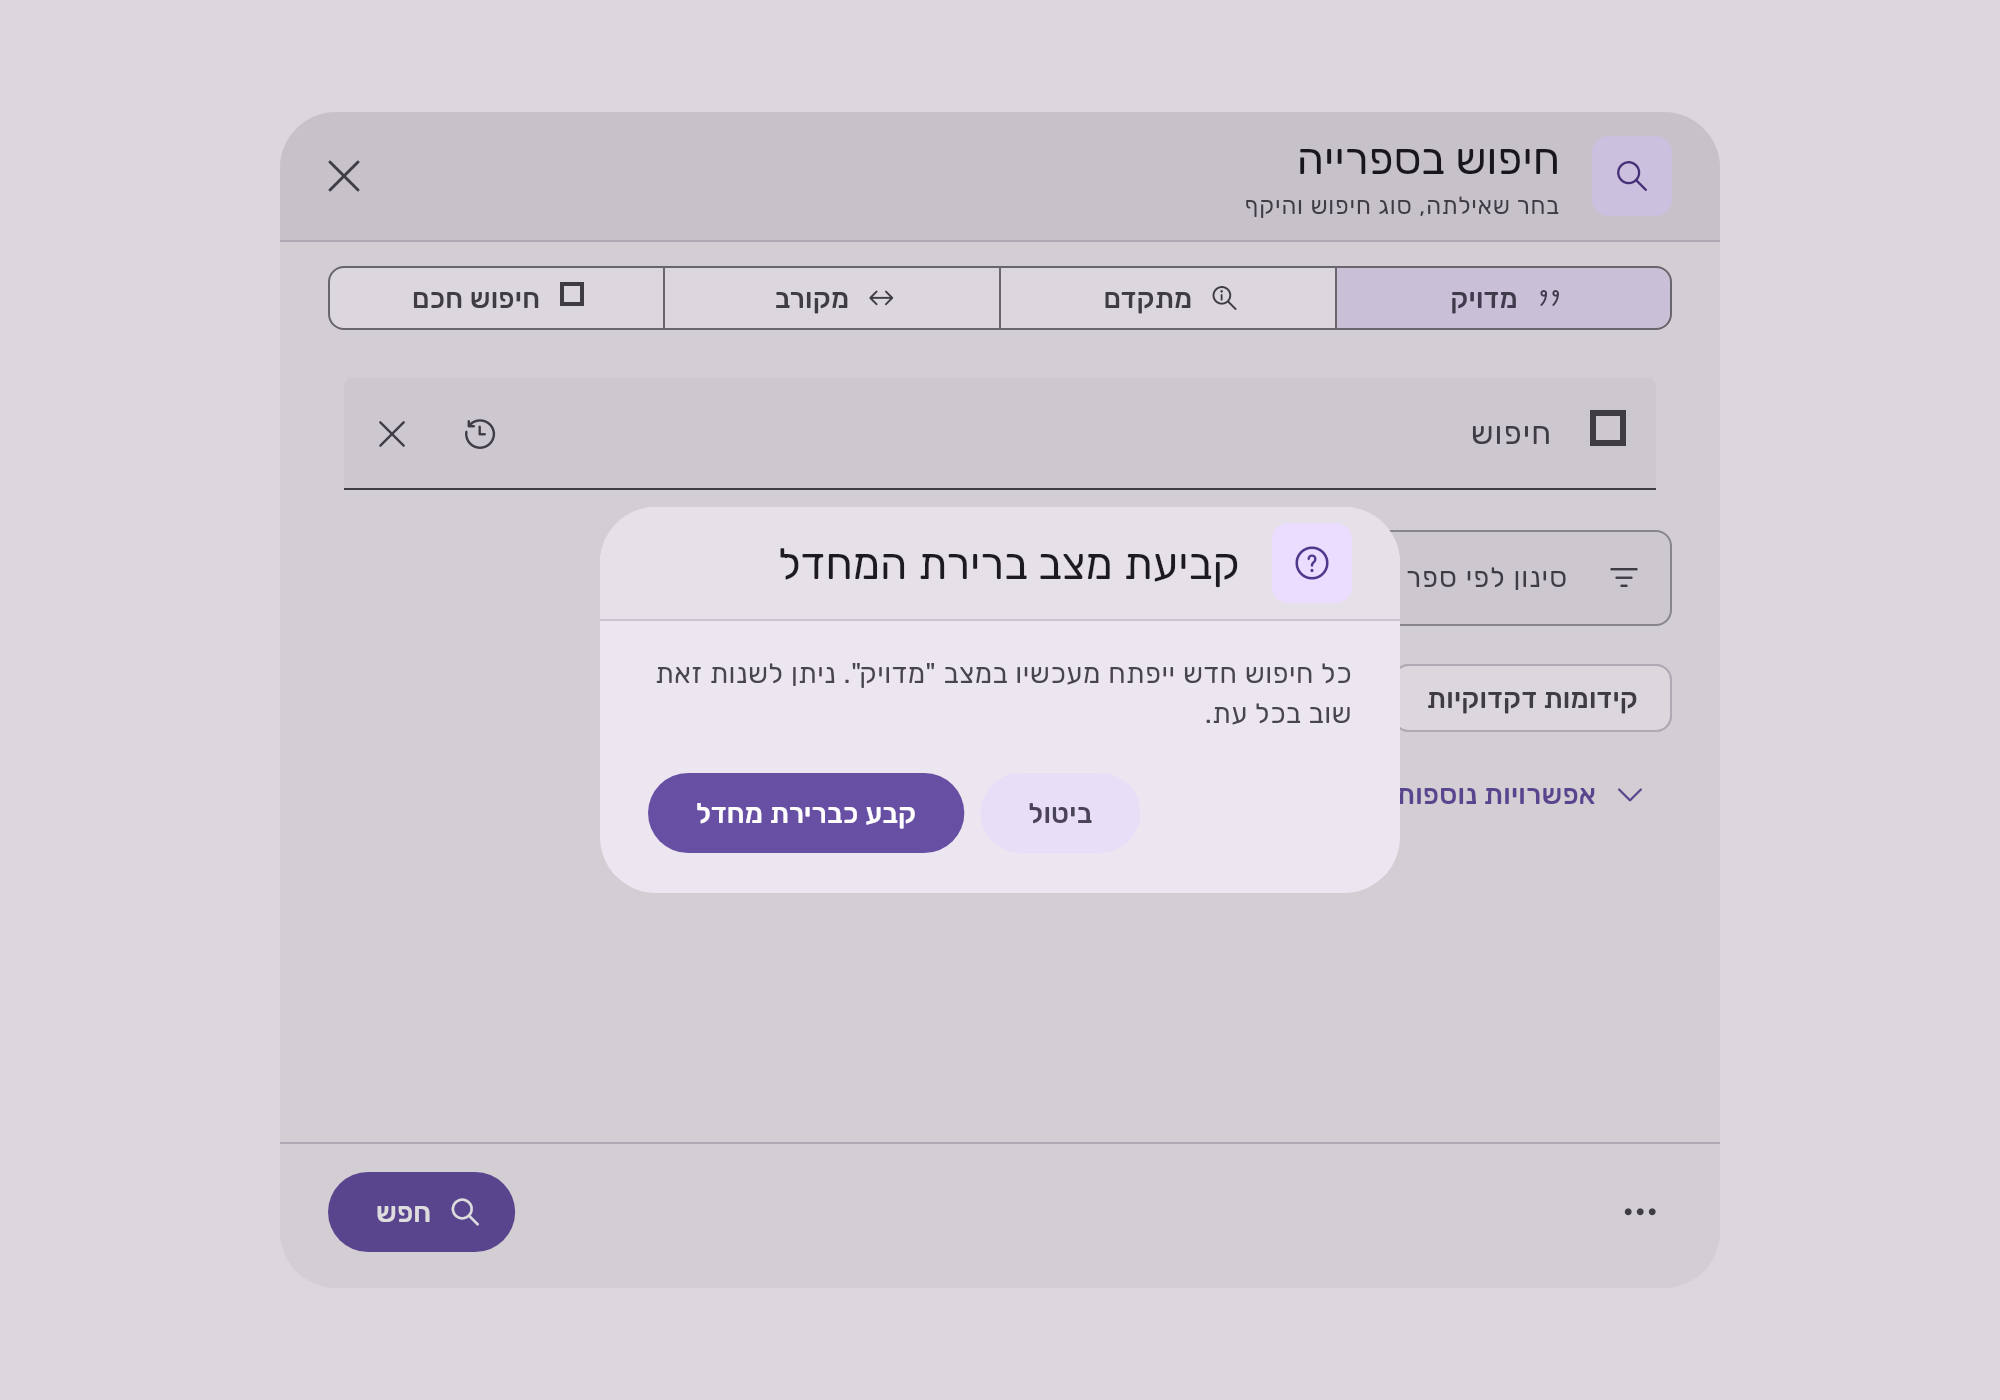 חיפוש בספרייה
בחר שאילתה, סוג חיפוש והיקף
מדויק
מתקדם
מקורב
חיפוש חכם
חיפוש
סינון לפי ספר
קידומות דקדוקיות
אפשרויות נוספות
קביעת מצב ברירת המחדל
כל חיפוש חדש ייפתח מעכשיו במצב "מדויק". ניתן לשנות זאת
שוב בכל עת.
ביטול
קבע כברירת מחדל
חפש